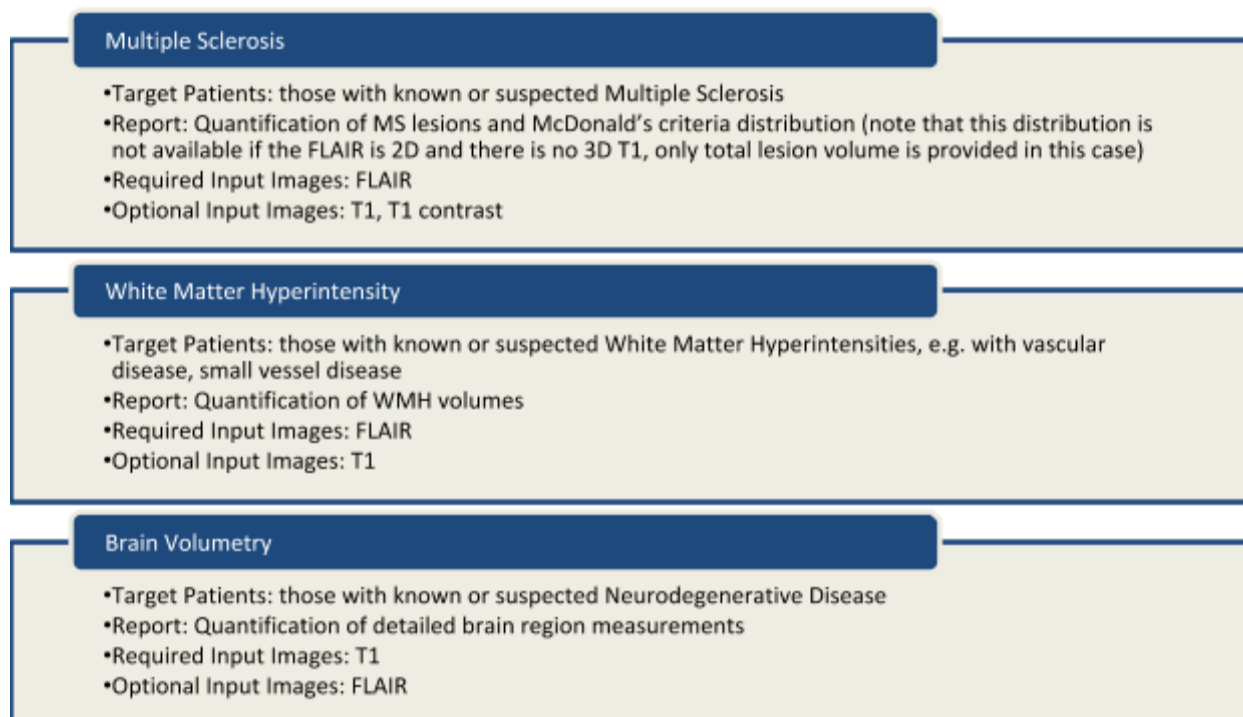 Multiple Sclerosis
•Target Patients: those with known or suspected Multiple Sclerosis
•Report: Quantification of MS lesions and McDonald's criteria distribution (note that this distribution is
not available if the FLAIR is 2D and there is no 3D T1, only total lesion volume is provided in this case)
•Required Input Images: FLAIR
•Optional Input Images: T1, T1 contrast
White Matter Hyperintensity
•Target Patients: those with known or suspected White Matter Hyperintensities, e.g. with vascular
disease, small vessel disease
•Report: Quantification of WMH volumes
•Required Input Images: FLAIR
•Optional Input Images: T1
Brain Volumetry
•Target Patients: those with known or suspected Neurodegenerative Disease
•Report: Quantification of detailed brain region measurements
•Required Input Images: T1
•Optional Input Images: FLAIR